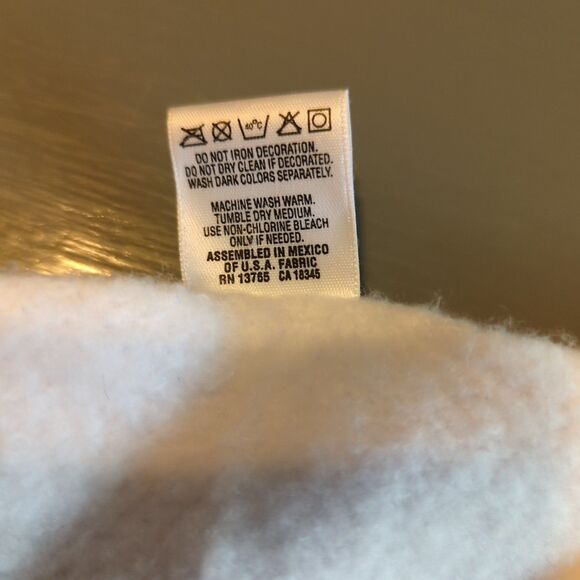 40°C
DO NOT IRON DECORATION.
DO NOT DRY CLEAN IF DECORATED.
WASH DARK COLORS SEPARATELY.
MACHINE WASH WARM.
TUMBLE DRY MEDIUM.
USE NON-CHLORINE BLEACH
ONLY IF NEEDED.
ASSEMBLED IN MEXICO
OF U.S.A. FABRIC
RN 13765 CA 18345